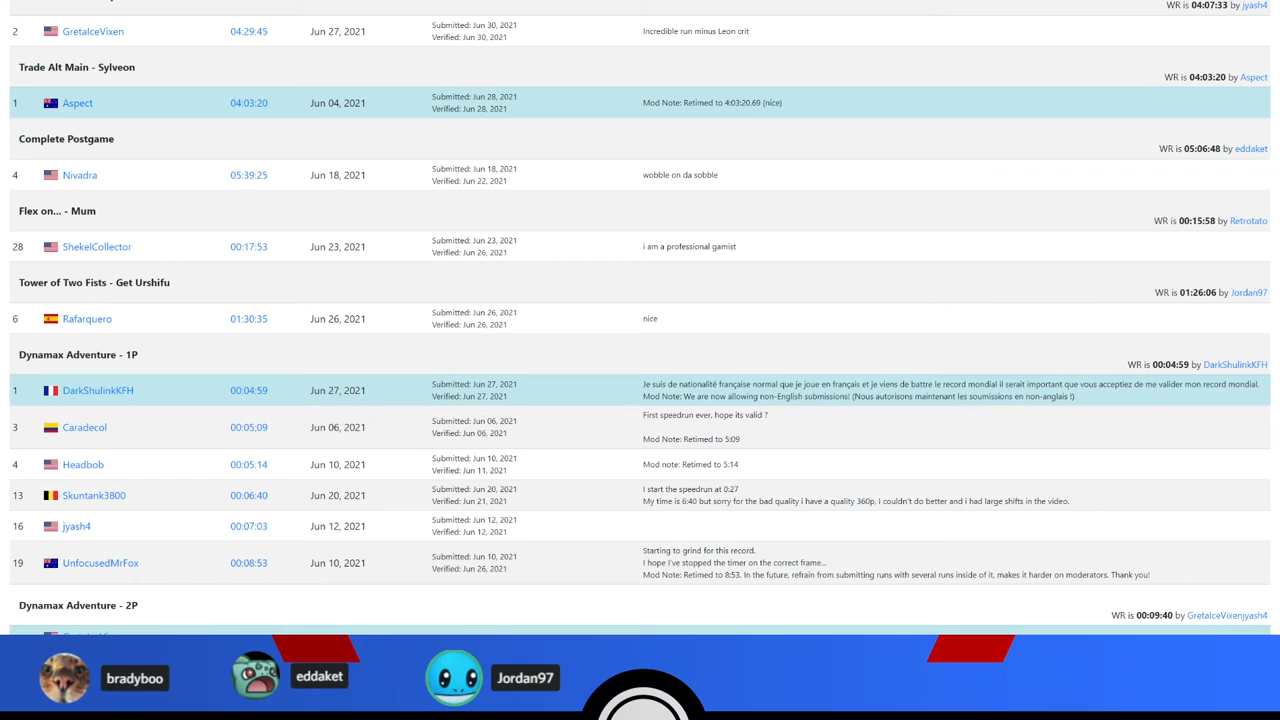 WR is 04:07:33 by jyash4
2 GretaIceVixen 04:29:45 Jun 27, 2021 Submitted: Jun 30, 2021 Incredible run minus Leon crit
Verified: Jun 30, 2021
Trade Alt Main - Sylveon
WR is 04:03:20 by Aspect
1 Aspect 04:03:20 Jun 04, 2021 Submitted: Jun 28, 2021 Mod Note: Retimed to 4:03:20.69 (nice)
Verified: Jun 28, 2021
Complete Postgame
WR is 05:06:48 by eddaket
4 Nivadra 05:39:25 Jun 18, 2021 Submitted: Jun 18, 2021 wobble on da sobble
Verified: Jun 22, 2021
Flex on... - Mum
WR is 00:15:58 by Retrotato
28 ShekelCollector 00:17:53 Jun 23, 2021 Submitted: Jun 23, 2021 i am a professional gamist
Verified: Jun 26, 2021
Tower of Two Fists - Get Urshifu
WR is 01:26:06 by Jordan97
6 Rafarquero 01:30:35 Jun 26, 2021 Submitted: Jun 26, 2021 nice
Verified: Jun 26, 2021
Dynamax Adventure - 1P
WR is 00:04:59 by DarkShulinkKFH
1 DarkShulinkKFH 00:04:59 Jun 27, 2021 Submitted: Jun 27, 2021 Je suis de nationalité française normal que je joue en français et je viens de battre le record mondial il serait important que vous acceptiez de me valider mon record mondial.
Verified: Jun 27, 2021 Mod Note: We are now allowing non-English submissions! (Nous autorisons maintenant les soumissions en non-anglais !)
3 Caradecol 00:05:09 Jun 06, 2021 Submitted: Jun 06, 2021 First speedrun ever, hope its valid ?
Verified: Jun 06, 2021 Mod Note: Retimed to 5:09
4 Headbob 00:05:14 Jun 10, 2021 Submitted: Jun 10, 2021 Mod note: Retimed to 5:14
Verified: Jun 11, 2021
13 Skuntank3800 00:06:40 Jun 20, 2021 Submitted: Jun 20, 2021 I start the speedrun at 0:27
Verified: Jun 21, 2021 My time is 6:40 but sorry for the bad quality i have a quality 360p, I couldn't do better and i had large shifts in the video.
16 jyash4 00:07:03 Jun 12, 2021 Submitted: Jun 12, 2021
Verified: Jun 12, 2021
Starting to grind for this record.
19 UnfocusedMrFox 00:08:53 Jun 10, 2021 Submitted: Jun 10, 2021 I hope I've stopped the timer on the correct frame...
Verified: Jun 26, 2021 Mod Note: Retimed to 8:53. In the future, refrain from submitting runs with several runs inside of it, makes it harder on moderators. Thank you!
Dynamax Adventure - 2P
WR is 00:09:40 by GretaIceVixenjyash4
bradyboo eddaket Jordan97